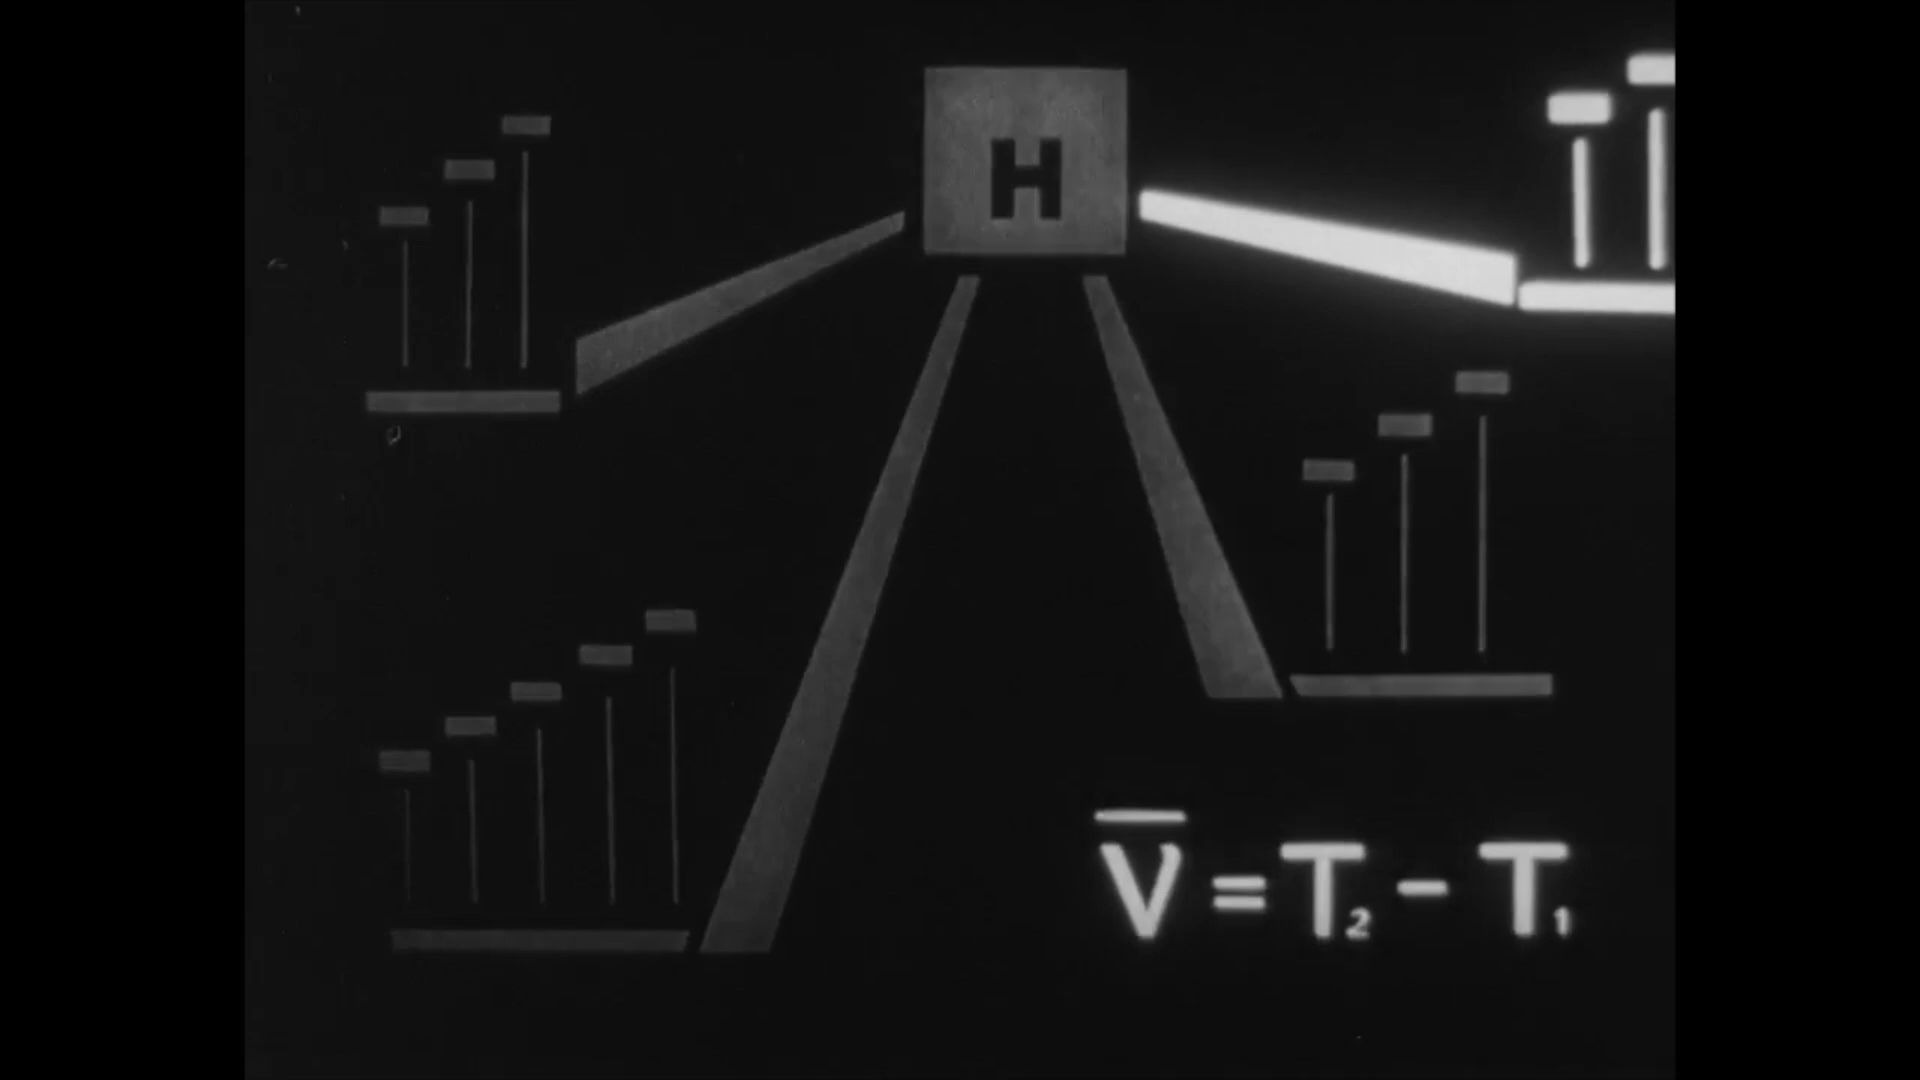 H
V̅ = T₂ - T₁